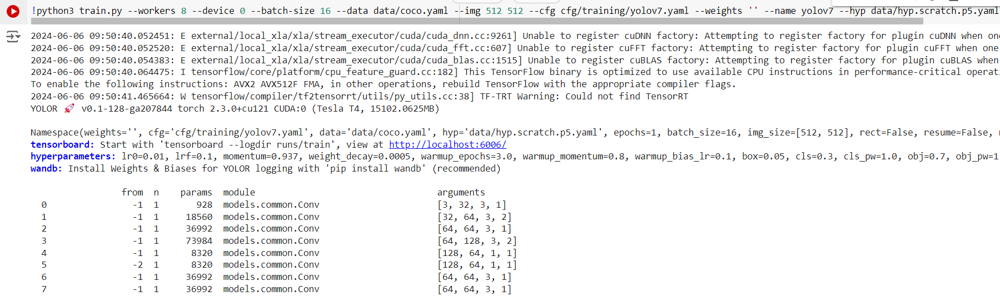 !python3 train.py --workers 8 --device 0 --batch-size 16 --data data/coco.yaml --img 512 512 --cfg cfg/training/yolov7.yaml --weights '' --name yolov7 --hyp data/hyp.scratch.p5.yaml
2024-06-06 09:50:40.052451: E external/local_xla/xla/stream_executor/cuda/cuda_dnn.cc:9261] Unable to register cuDNN factory: Attempting to register factory for plugin cuDNN when one
2024-06-06 09:50:40.052520: E external/local_xla/xla/stream_executor/cuda/cuda_fft.cc:607] Unable to register cuFFT factory: Attempting to register factory for plugin cuFFT when one
2024-06-06 09:50:40.054383: E external/local_xla/xla/stream_executor/cuda/cuda_blas.cc:1515] Unable to register cuBLAS factory: Attempting to register factory for plugin cuBLAS when
2024-06-06 09:50:40.064475: I tensorflow/core/platform/cpu_feature_guard.cc:182] This TensorFlow binary is optimized to use available CPU instructions in performance-critical operati
To enable the following instructions: AVX2 AVX512F FMA, in other operations, rebuild TensorFlow with the appropriate compiler flags.
2024-06-06 09:50:41.465664: W tensorflow/compiler/tf2tensorrt/utils/py_utils.cc:38] TF-TRT Warning: Could not find TensorRT
YOLOR 🚀 v0.1-128-ga207844 torch 2.3.0+cu121 CUDA:0 (Tesla T4, 15102.0625MB)
Namespace(weights='', cfg='cfg/training/yolov7.yaml', data='data/coco.yaml', hyp='data/hyp.scratch.p5.yaml', epochs=1, batch_size=16, img_size=[512, 512], rect=False, resume=False,
tensorboard: Start with 'tensorboard --logdir runs/train', view at http://localhost:6006/
hyperparameters: lr0=0.01, lrf=0.1, momentum=0.937, weight_decay=0.0005, warmup_epochs=3.0, warmup_momentum=0.8, warmup_bias_lr=0.1, box=0.05, cls=0.3, cls_pw=1.0, obj=0.7, obj_pw=1
wandb: Install Weights & Biases for YOLOR logging with 'pip install wandb' (recommended)
from n params module arguments
0 -1 1 928 models.common.Conv [3, 32, 3, 1]
1 -1 1 18560 models.common.Conv [32, 64, 3, 2]
2 -1 1 36992 models.common.Conv [64, 64, 3, 1]
3 -1 1 73984 models.common.Conv [64, 128, 3, 2]
4 -1 1 8320 models.common.Conv [128, 64, 1, 1]
5 -2 1 8320 models.common.Conv [128, 64, 1, 1]
6 -1 1 36992 models.common.Conv [64, 64, 3, 1]
7 -1 1 36992 models.common.Conv [64, 64, 3, 1]